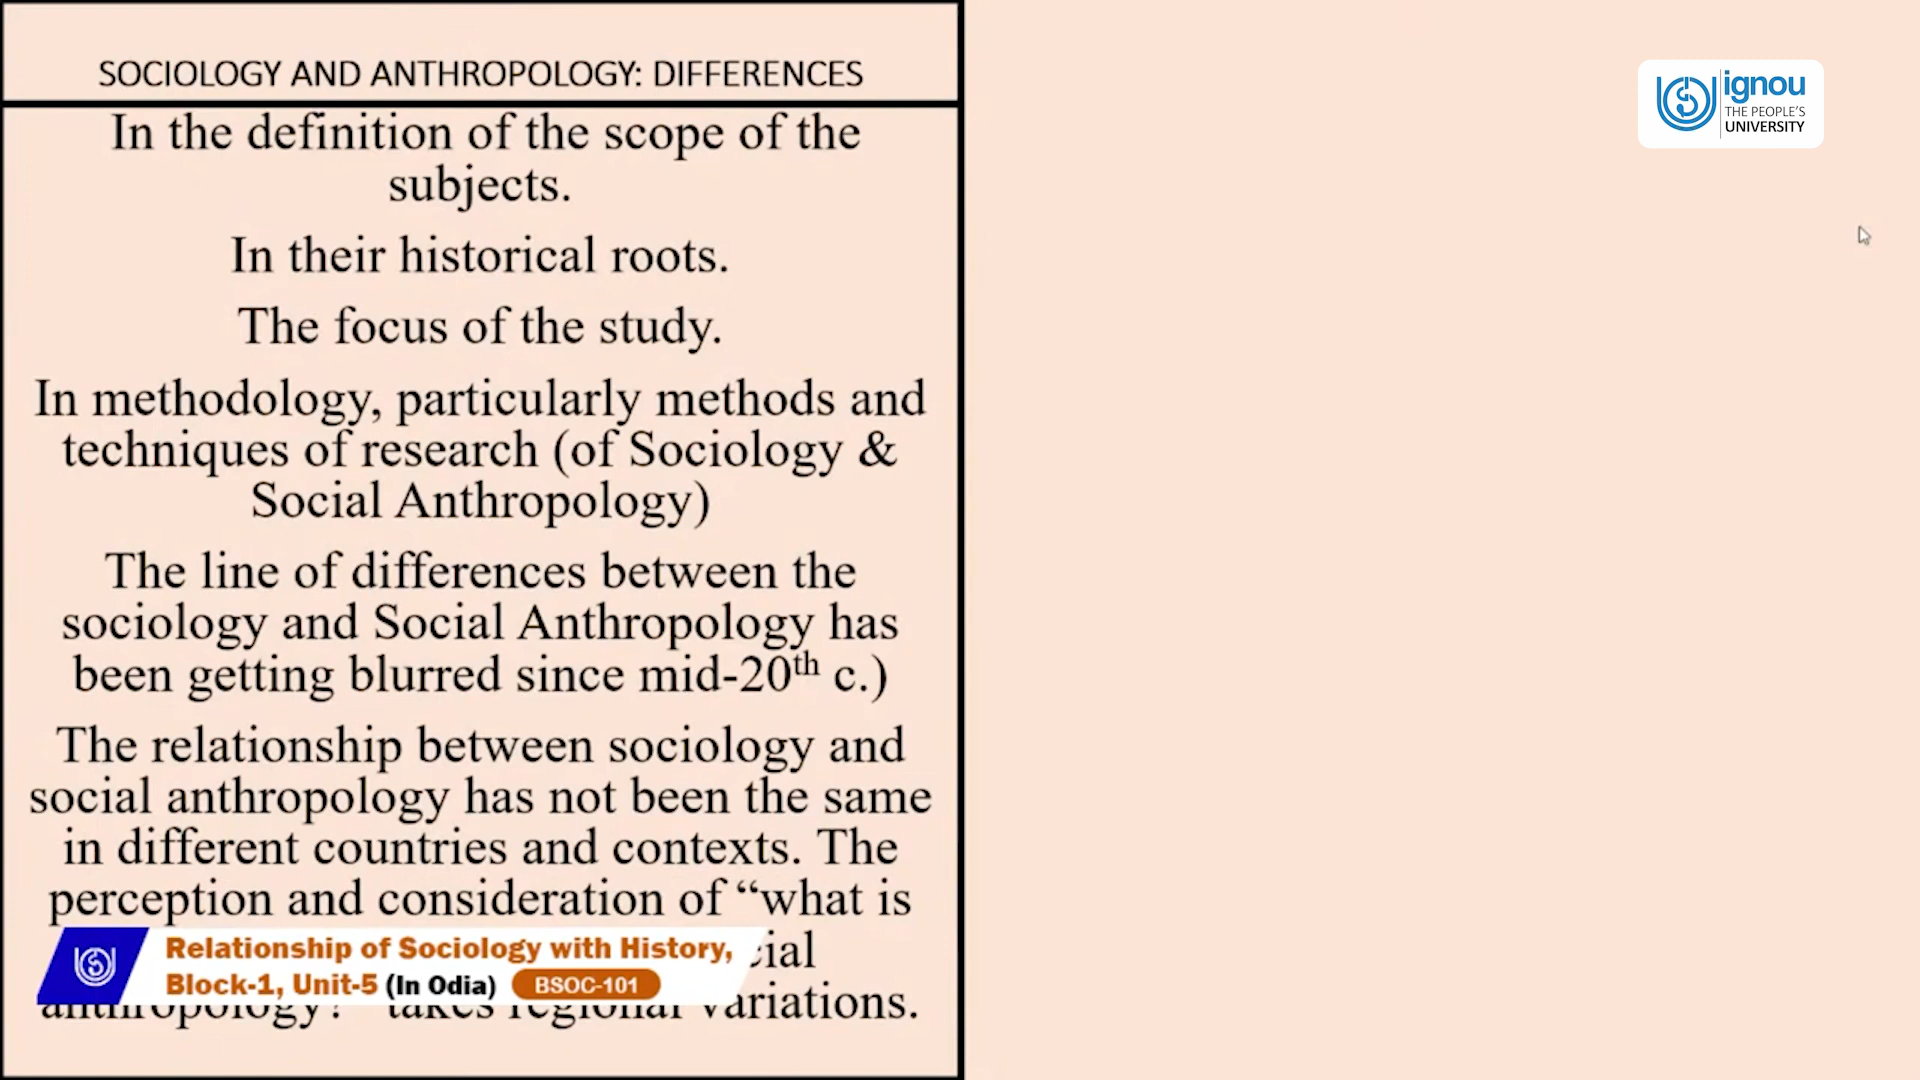 SOCIOLOGY AND ANTHROPOLOGY: DIFFERENCES
In the definition of the scope of the
subjects.
In their historical roots.
The focus of the study.
In methodology, particularly methods and
techniques of research (of Sociology &
Social Anthropology)
The line of differences between the
sociology and Social Anthropology has
been getting blurred since mid-20th c.)
The relationship between sociology and
social anthropology has not been the same
in different countries and contexts. The
perception and consideration of “what is
anthropology?” takes regional variations.
Relationship of Sociology with History,
Block-1, Unit-5 (In Odia) BSOC-101
ignou
THE PEOPLE'S
UNIVERSITY